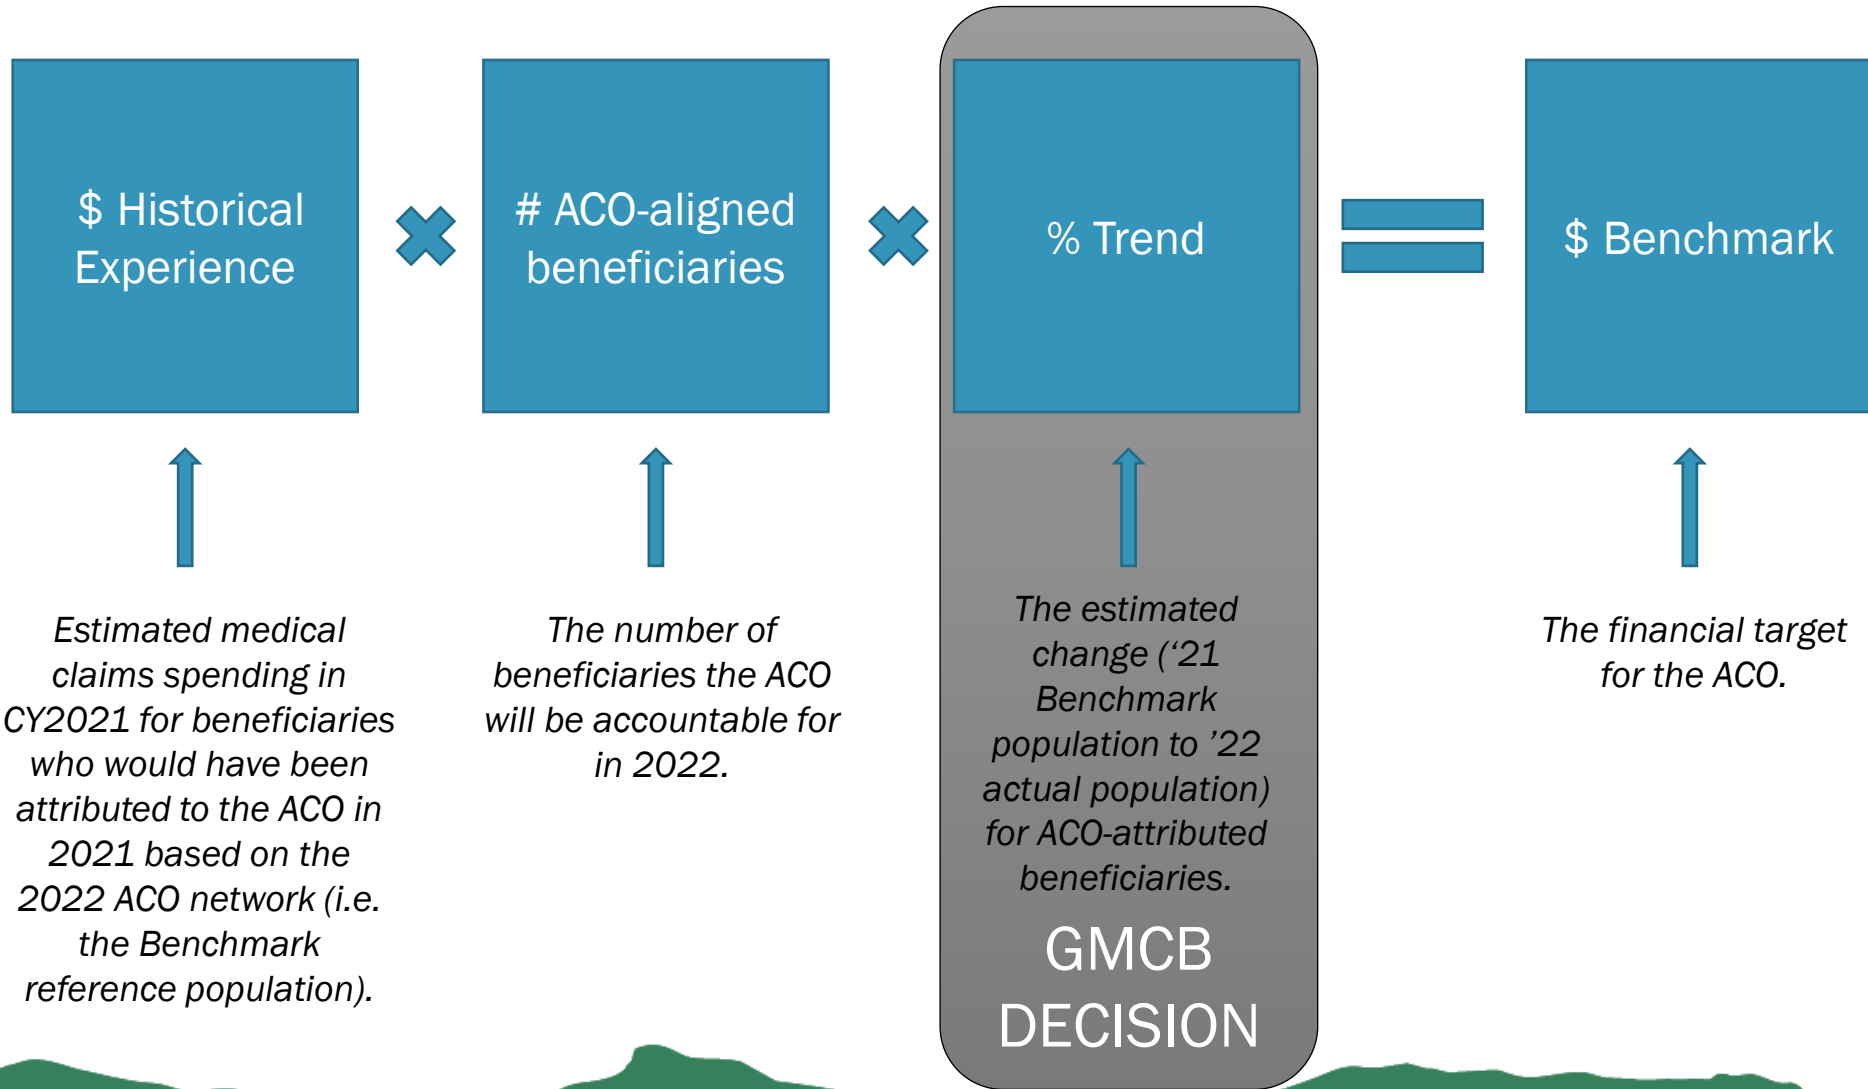 $ Historical
Experience
# ACO-aligned
beneficiaries
% Trend
$ Benchmark
Estimated medical
claims spending in
CY2021 for beneficiaries
who would have been
attributed to the ACO in
2021 based on the
2022 ACO network (i.e.
the Benchmark
reference population).
The number of
beneficiaries the ACO
will be accountable for
in 2022.
The estimated
change (‘21
Benchmark
population to ’22
actual population)
for ACO-attributed
beneficiaries.
GMCB
DECISION
The financial target
for the ACO.